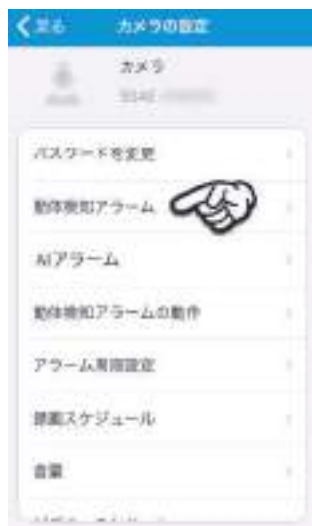 戻る
カメラの設定
カメラ
パスワードを変更
動体検知アラーム
AIアラーム
動体検知アラームの動作
アラーム周期設定
録画スケジュール
音量